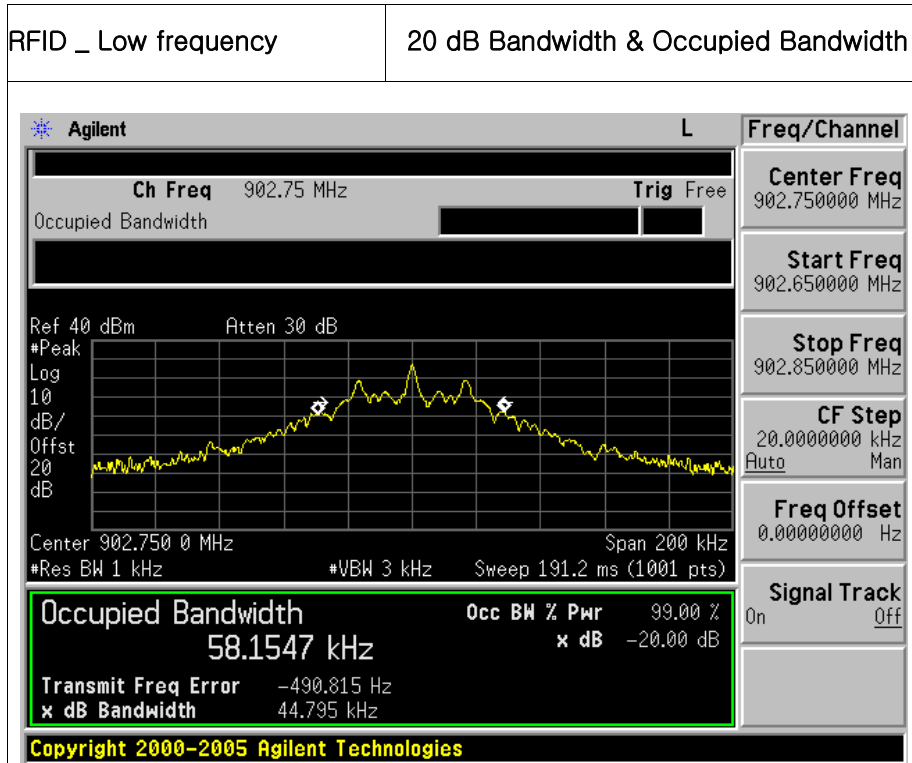 RFID _ Low frequency
20 dB Bandwidth & Occupied Bandwidth
Agilent
L
Freq/Channel
Ch Freq 902.75 MHz
Trig Free
Occupied Bandwidth
Center Freq
902.750000 MHz
Start Freq
902.650000 MHz
Stop Freq
902.850000 MHz
CF Step
20.0000000 kHz
Auto Man
Freq Offset
0.00000000 Hz
Signal Track
On Off
Ref 40 dBm
Atten 30 dB
#Peak
Log
10
dB/
Offst
20
dB
Center 902.750 0 MHz
Span 200 kHz
#Res BW 1 kHz
#VBW 3 kHz
Sweep 191.2 ms (1001 pts)
Occupied Bandwidth
58.1547 kHz
Occ BW % Pwr 99.00 %
x dB -20.00 dB
Transmit Freq Error -490.815 Hz
x dB Bandwidth 44.795 kHz
Copyright 2000-2005 Agilent Technologies